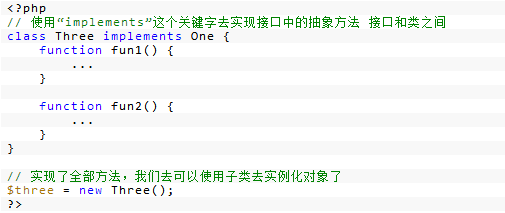 <?php
// 使用“implements”这个关键字去实现接口中的抽象方法 接口和类之间
class Three implements One {
    function fun1() {
        ...
    }

    function fun2() {
        ...
    }
}

// 实现了全部方法，我们去可以使用子类去实例化对象了
$three = new Three();
?>